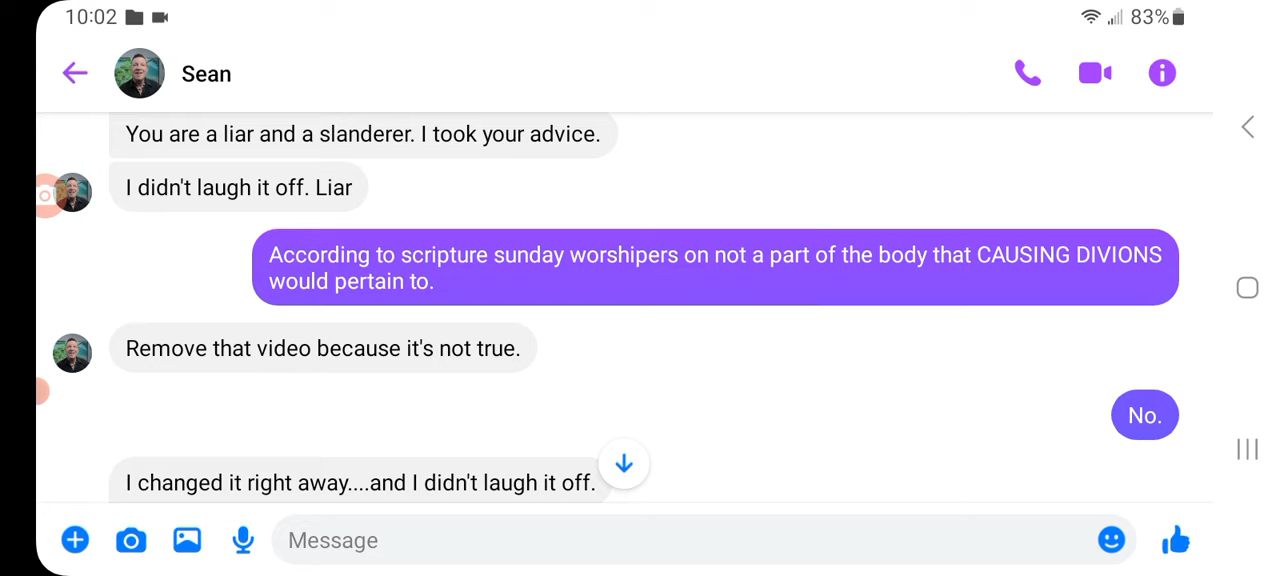 10:02 83%
Sean
You are a liar and a slanderer. I took your advice.
I didn't laugh it off. Liar
According to scripture sunday worshipers on not a part of the body that CAUSING DIVIONS
would pertain to.
Remove that video because it's not true.
No.
I changed it right away....and I didn't laugh it off.
Message